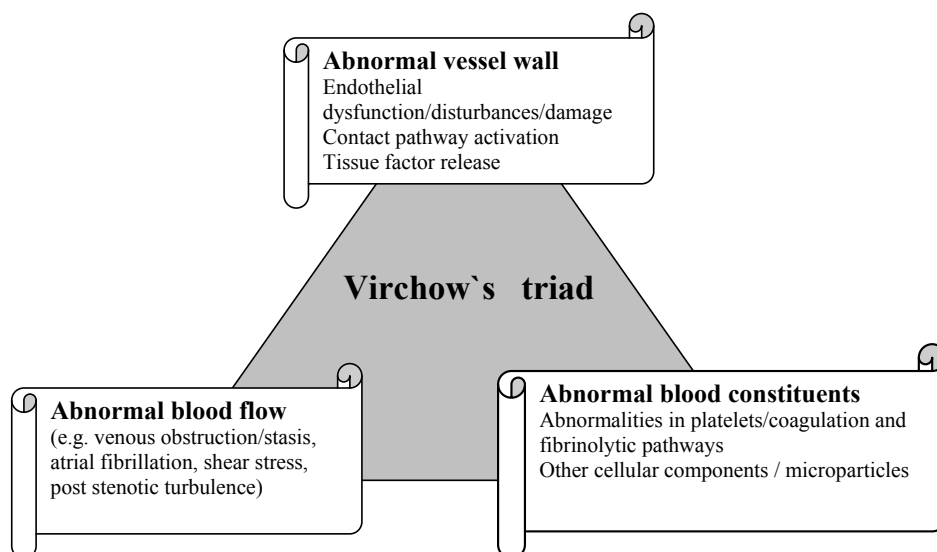 Abnormal vessel wall
Endothelial
dysfunction/disturbances/damage
Contact pathway activation
Tissue factor release
Virchow`s triad
Abnormal blood flow
(e.g. venous obstruction/stasis,
atrial fibrillation, shear stress,
post stenotic turbulence)
Abnormal blood constituents
Abnormalities in platelets/coagulation and
fibrinolytic pathways
Other cellular components / microparticles